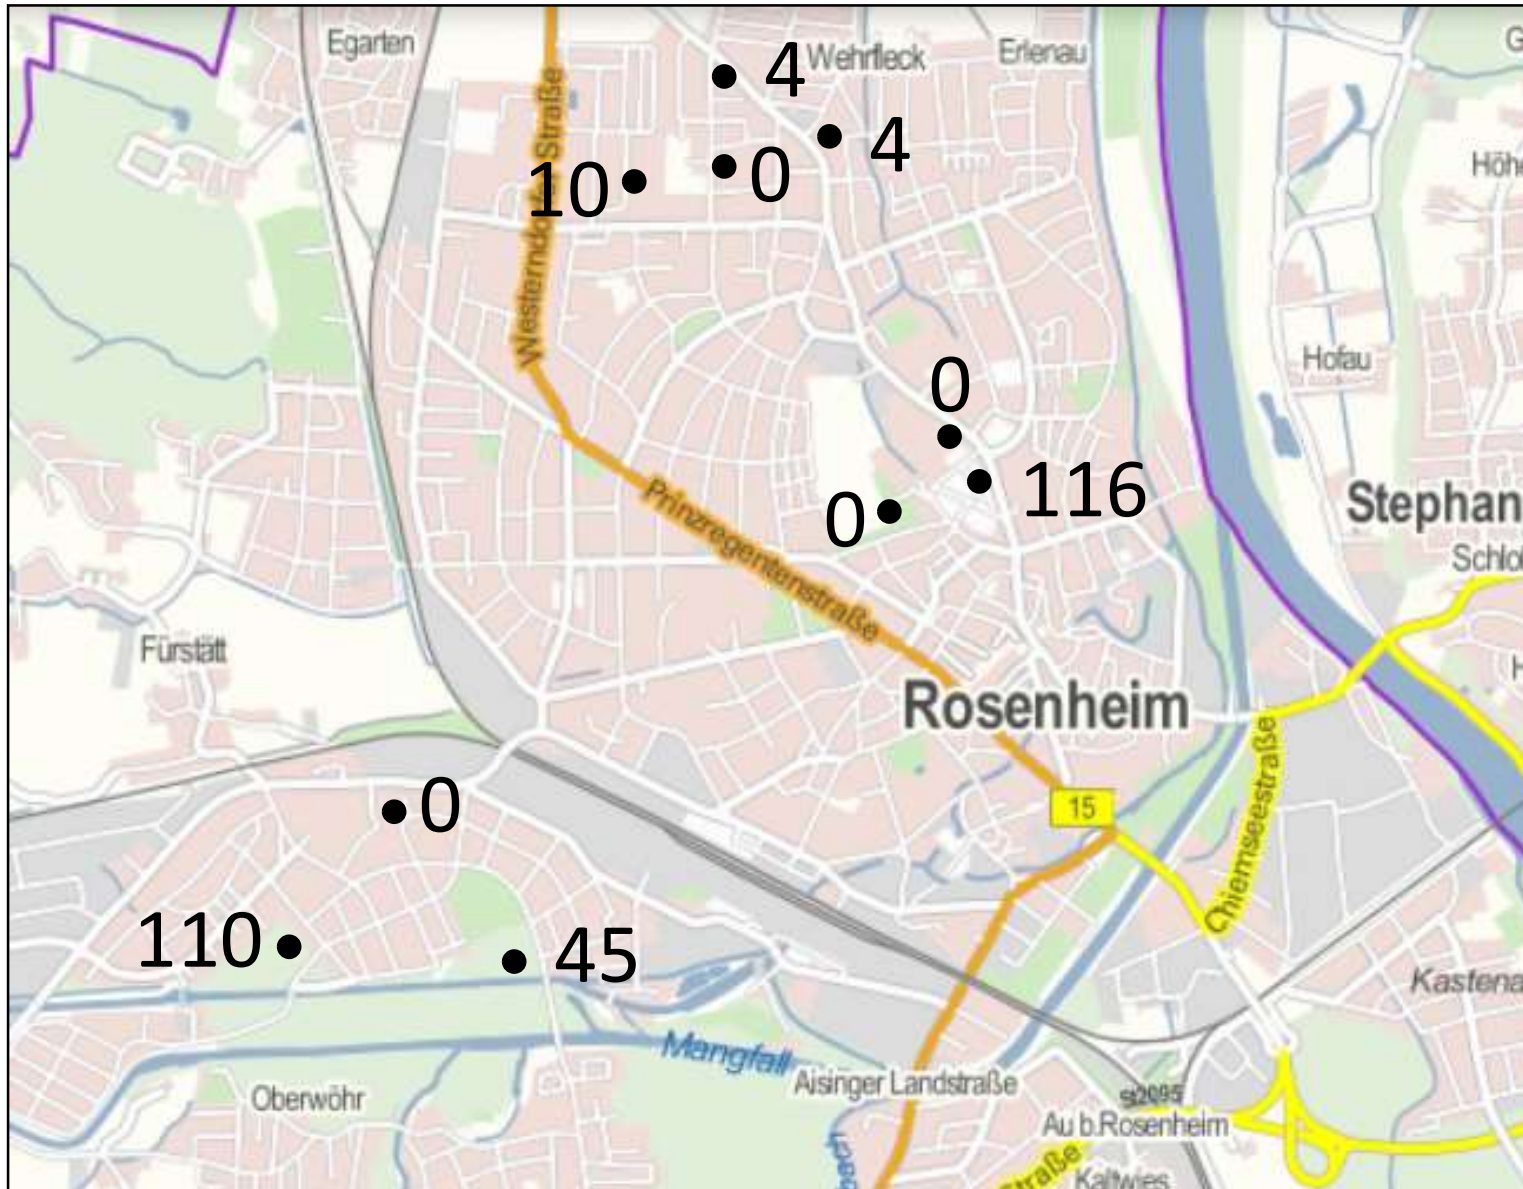 Egarten
Wehrfleck
Erlenau
4
4
10
0
Westerndorfer Straße
Höhe
Hofau
0
116
0
Prinzregentenstraße
Stephan
Schlo
Fürstätt
Rosenheim
15
Chiemseestraße
0
110
45
Kastena
Mangfall
Aisinger Landstraße
Oberwöhr
St2095
Au b.Rosenheim
Straße
Kaltwies
bach